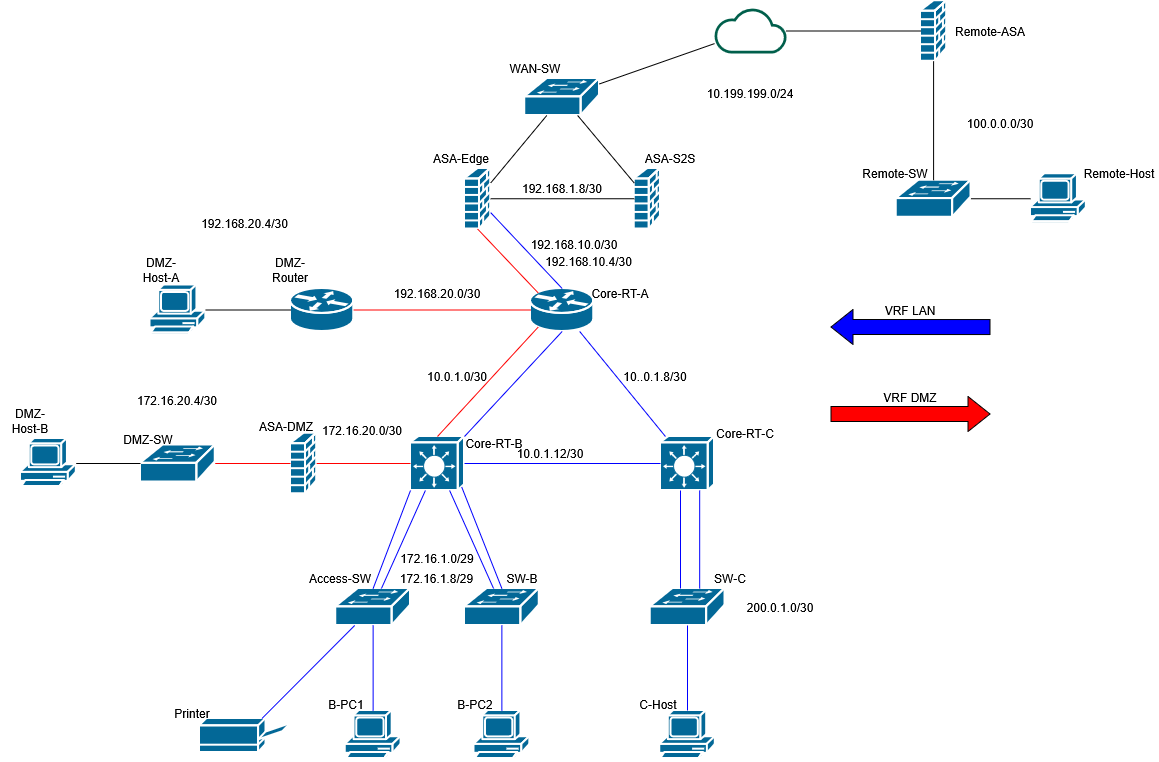 Remote-ASA
WAN-SW
10.199.199.0/24
100.0.0.0/30
ASA-Edge
ASA-S2S
Remote-SW
Remote-Host
192.168.1.8/30
192.168.20.4/30
192.168.10.0/30
192.168.10.4/30
DMZ-
Host-A
DMZ-
Router
192.168.20.0/30
Core-RT-A
VRF LAN
10.0.1.0/30
10..0.1.8/30
VRF DMZ
172.16.20.4/30
DMZ-
Host-B
DMZ-SW
ASA-DMZ
172.16.20.0/30
Core-RT-B
10.0.1.12/30
Core-RT-C
172.16.1.0/29
172.16.1.8/29
Access-SW
SW-B
SW-C
200.0.1.0/30
Printer
B-PC1
B-PC2
C-Host